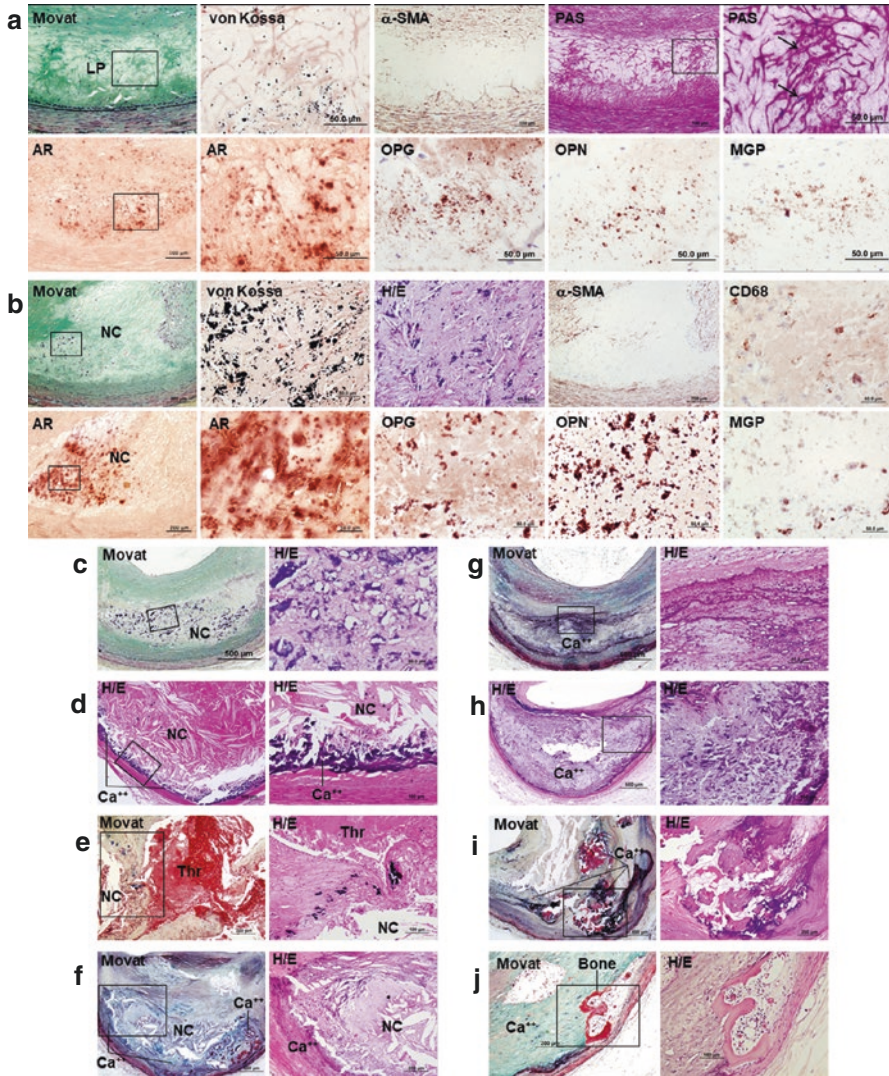 a
Movat
LP
von Kossa
50.0 µm
α-SMA
PAS
PAS
50.0 µm
AR
AR
50.0 µm
OPG
50.0 µm
OPN
50.0 µm
MGP
50.0 µm
b
Movat
NC
von Kossa
H/E
α-SMA
CD68
AR
NC
AR
OPG
OPN
MGP
c
Movat
NC
500 µm
H/E
d
H/E
NC
Ca++
H/E
NC
Ca++
e
Movat
NC
Thr
H/E
Thr
NC
f
Movat
NC
Ca++
Ca++
H/E
Ca++
NC
g
Movat
Ca++
H/E
h
H/E
Ca++
H/E
i
Movat
Ca++
H/E
j
Movat
Bone
Ca++
H/E